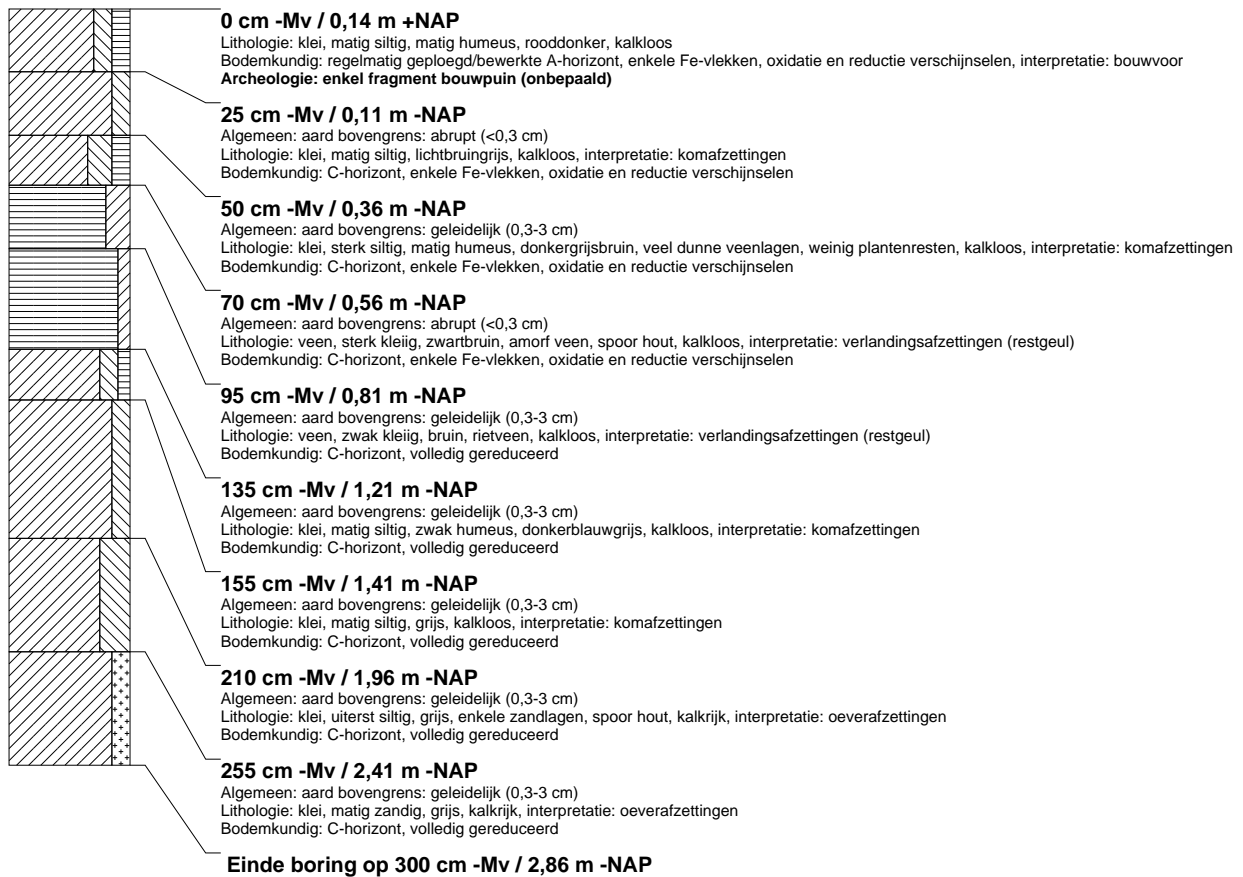 0 cm -Mv / 0,14 m +NAP
Lithologie: klei, matig siltig, matig humeus, rooddonker, kalkloos
Bodemkundig: regelmatig geploegd/bewerkte A-horizont, enkele Fe-vlekken, oxidatie en reductie verschijnselen, interpretatie: bouwvoor
Archeologie: enkel fragment bouwpuin (onbepaald)
25 cm -Mv / 0,11 m -NAP
Algemeen: aard bovengrens: abrupt (<0,3 cm)
Lithologie: klei, matig siltig, lichtbruingrijs, kalkloos, interpretatie: komafzettingen
Bodemkundig: C-horizont, enkele Fe-vlekken, oxidatie en reductie verschijnselen
50 cm -Mv / 0,36 m -NAP
Algemeen: aard bovengrens: geleidelijk (0,3-3 cm)
Lithologie: klei, sterk siltig, matig humeus, donkergrijsbruin, veel dunne veenlagen, weinig plantenresten, kalkloos, interpretatie: komafzettingen
Bodemkundig: C-horizont, enkele Fe-vlekken, oxidatie en reductie verschijnselen
70 cm -Mv / 0,56 m -NAP
Algemeen: aard bovengrens: abrupt (<0,3 cm)
Lithologie: veen, sterk kleiig, zwartbruin, amorf veen, spoor hout, kalkloos, interpretatie: verlandingsafzettingen (restgeul)
Bodemkundig: C-horizont, enkele Fe-vlekken, oxidatie en reductie verschijnselen
95 cm -Mv / 0,81 m -NAP
Algemeen: aard bovengrens: geleidelijk (0,3-3 cm)
Lithologie: veen, zwak kleiig, bruin, rietveen, kalkloos, interpretatie: verlandingsafzettingen (restgeul)
Bodemkundig: C-horizont, volledig gereduceerd
135 cm -Mv / 1,21 m -NAP
Algemeen: aard bovengrens: geleidelijk (0,3-3 cm)
Lithologie: klei, matig siltig, zwak humeus, donkerblauwgrijs, kalkloos, interpretatie: komafzettingen
Bodemkundig: C-horizont, volledig gereduceerd
155 cm -Mv / 1,41 m -NAP
Algemeen: aard bovengrens: geleidelijk (0,3-3 cm)
Lithologie: klei, matig siltig, grijs, kalkloos, interpretatie: komafzettingen
Bodemkundig: C-horizont, volledig gereduceerd
210 cm -Mv / 1,96 m -NAP
Algemeen: aard bovengrens: geleidelijk (0,3-3 cm)
Lithologie: klei, uiterst siltig, grijs, enkele zandlagen, spoor hout, kalkrijk, interpretatie: oeverafzettingen
Bodemkundig: C-horizont, volledig gereduceerd
255 cm -Mv / 2,41 m -NAP
Algemeen: aard bovengrens: geleidelijk (0,3-3 cm)
Lithologie: klei, matig zandig, grijs, kalkrijk, interpretatie: oeverafzettingen
Bodemkundig: C-horizont, volledig gereduceerd
Einde boring op 300 cm -Mv / 2,86 m -NAP